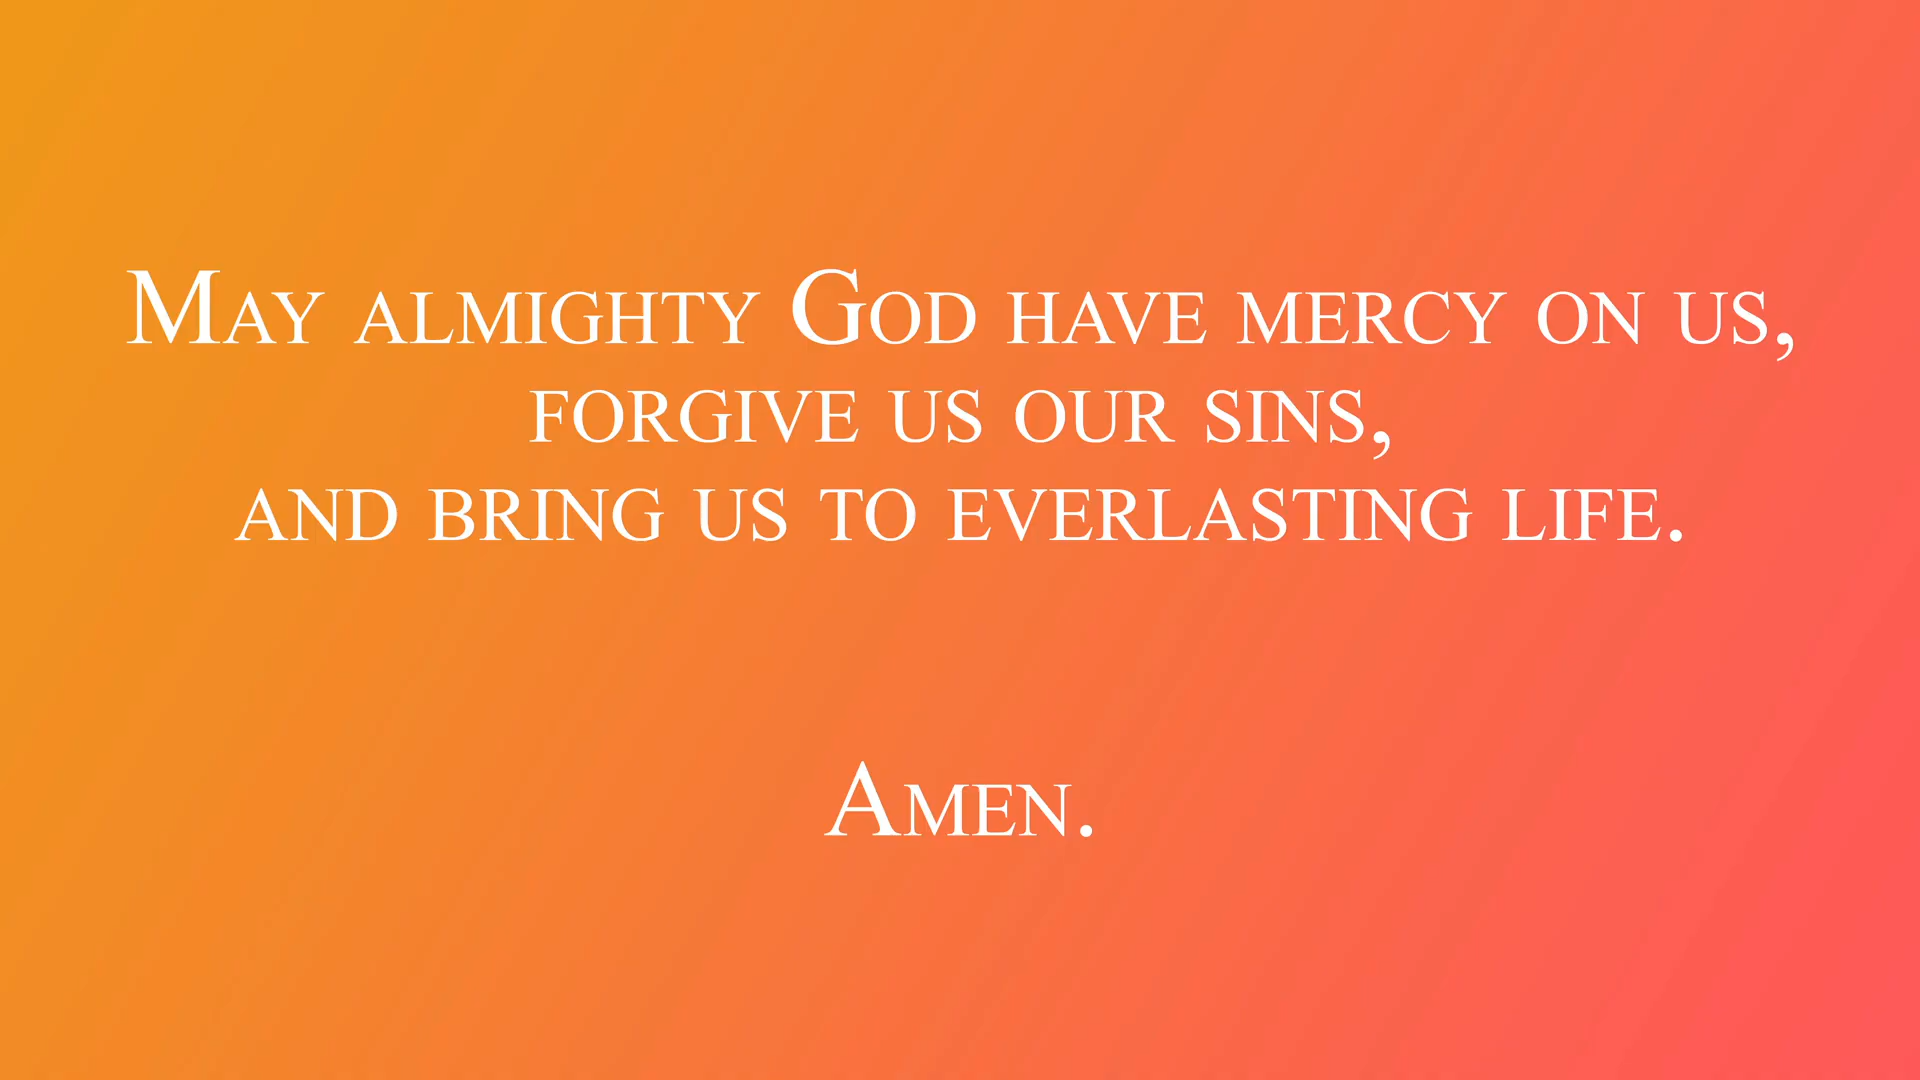 May almighty God have mercy on us,
forgive us our sins,
and bring us to everlasting life.
Amen.